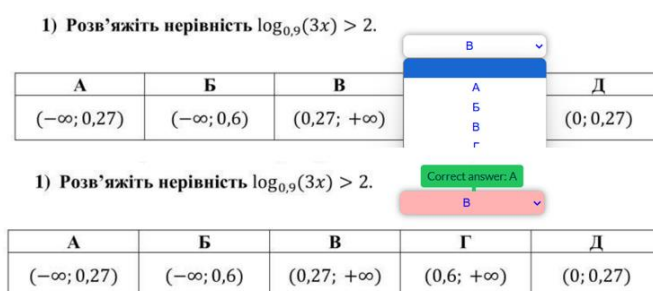 1) Розв’яжіть нерівність log₀,₉(3x) > 2.
В
А Б В Д
(−∞; 0,27) (−∞; 0,6) (0,27; +∞) (0; 0,27)
А
Б
В
Г
1) Розв’яжіть нерівність log₀,₉(3x) > 2.
Correct answer: A
В
А Б В Г Д
(−∞; 0,27) (−∞; 0,6) (0,27; +∞) (0,6; +∞) (0; 0,27)